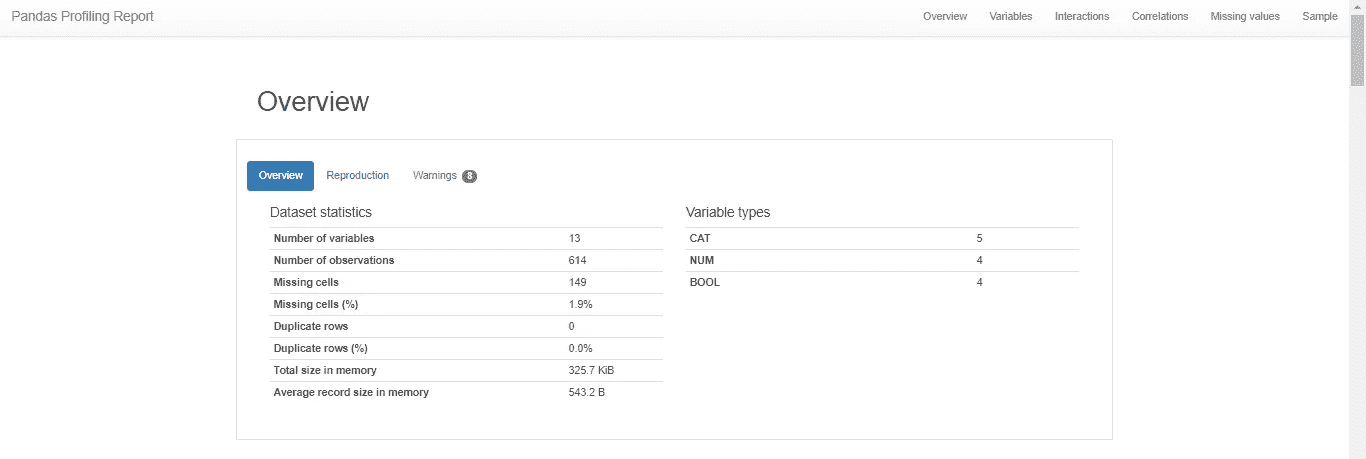 Pandas Profiling Report Overview Variables Interactions Correlations Missing values Sample
Overview
Overview Reproduction Warnings 8
Dataset statistics
Number of variables 13
Number of observations 614
Missing cells 149
Missing cells (%) 1.9%
Duplicate rows 0
Duplicate rows (%) 0.0%
Total size in memory 325.7 KiB
Average record size in memory 543.2 B
Variable types
CAT 5
NUM 4
BOOL 4